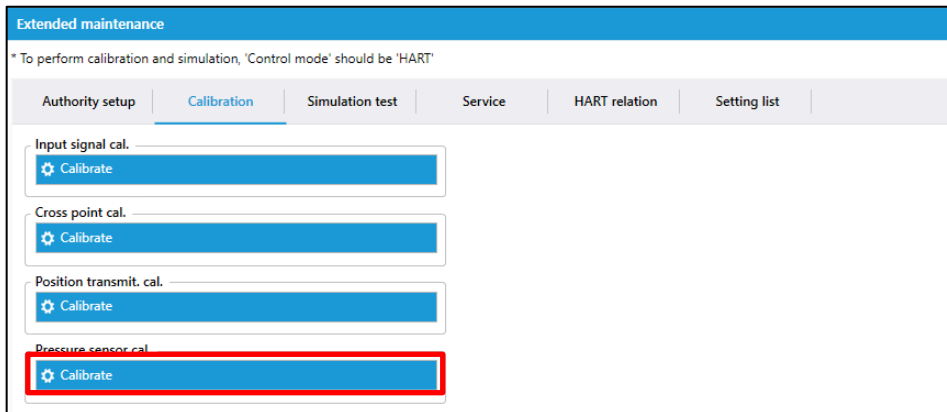 Extended maintenance
* To perform calibration and simulation, 'Control mode' should be 'HART'
Authority setup Calibration Simulation test Service HART relation Setting list
Input signal cal.
Calibrate
Cross point cal.
Calibrate
Position transmit. cal.
Calibrate
Pressure sensor cal.
Calibrate